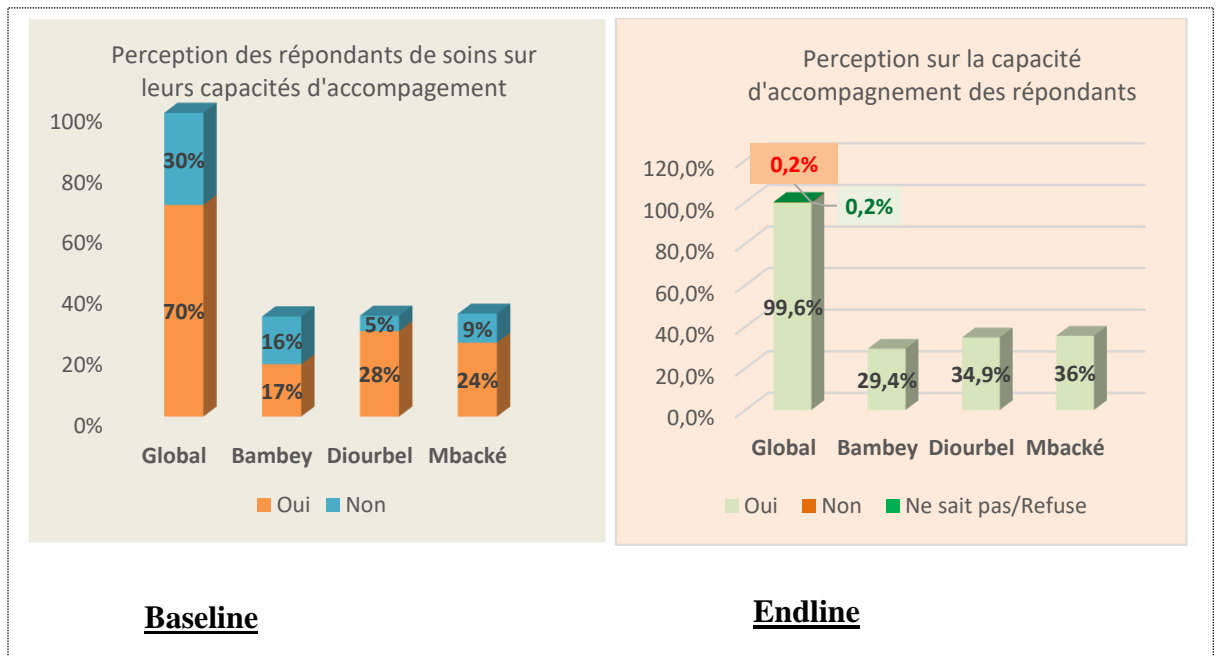 Perception des répondants de soins sur
leurs capacités d'accompagement
100%
80%
60%
40%
20%
0%
30%
70%
16%
17%
5%
28%
9%
24%
Global Bambey Diourbel Mbacké
Oui Non
Perception sur la capacité
d'accompagnement des répondants
120,0%
100,0%
80,0%
60,0%
40,0%
20,0%
0,0%
0,2%
0,2%
99,6%
29,4%
34,9%
36%
Global Bambey Diourbel Mbacké
Oui Non Ne sait pas/Refuse
Baseline
Endline